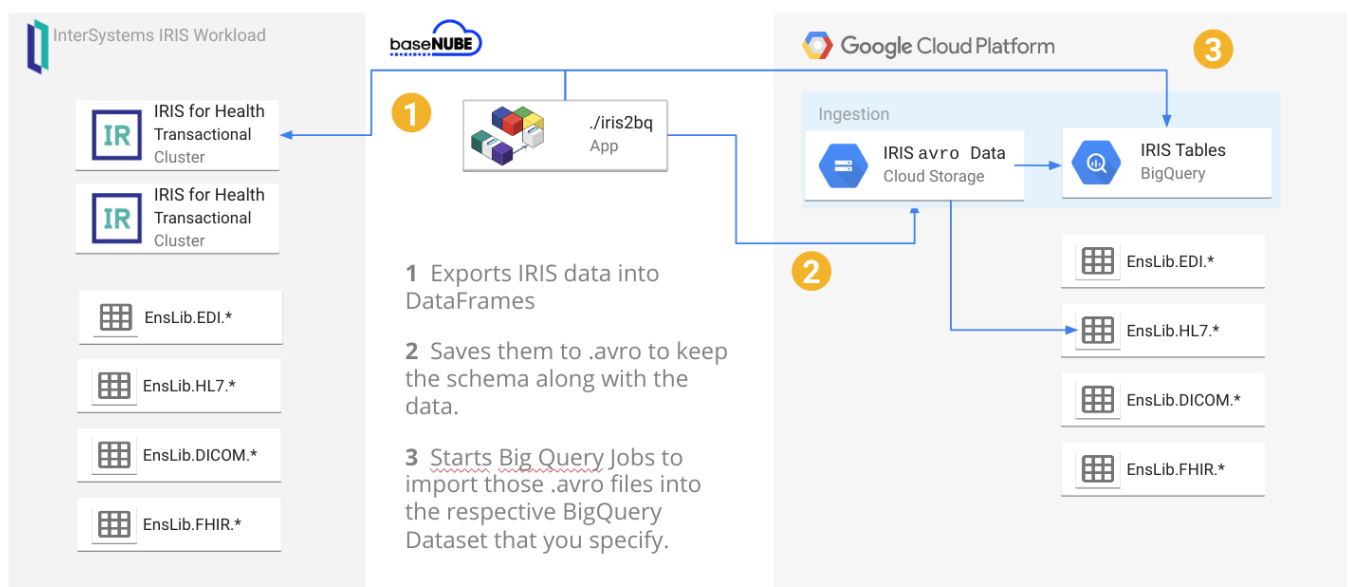 InterSystems IRIS Workload
IRIS for Health
Transactional
Cluster
IRIS for Health
Transactional
Cluster
EnsLib.EDI.*
EnsLib.HL7.*
EnsLib.DICOM.*
EnsLib.FHIR.*
baseNUBE
1
./iris2bq
App
1 Exports IRIS data into
DataFrames
2 Saves them to .avro to keep
the schema along with the
data.
3 Starts Big Query Jobs to
import those .avro files into
the respective BigQuery
Dataset that you specify.
2
Google Cloud Platform
3
Ingestion
IRIS avro Data
Cloud Storage
IRIS Tables
BigQuery
EnsLib.EDI.*
EnsLib.HL7.*
EnsLib.DICOM.*
EnsLib.FHIR.*
IR
IR